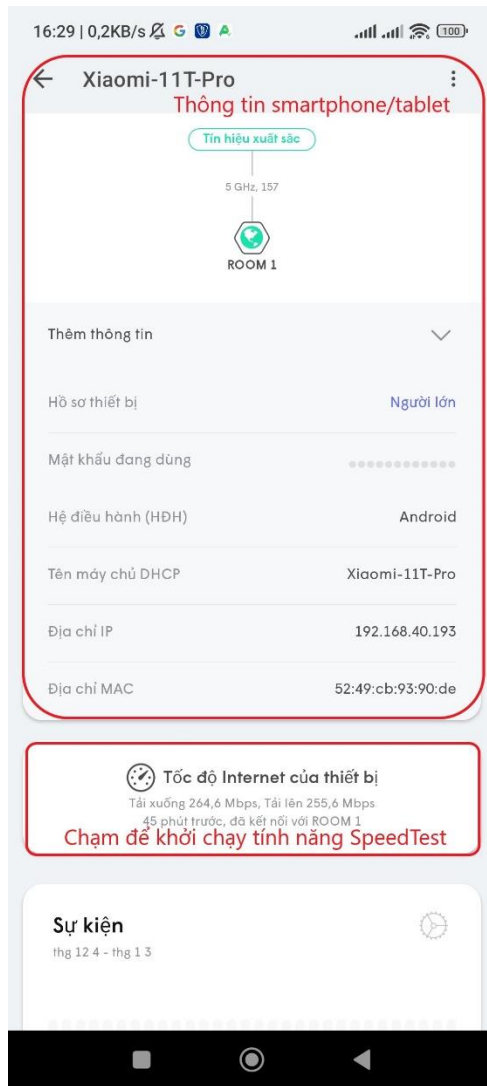 16:29 | 0,2KB/s G A 100
Xiaomi-11T-Pro
Thông tin smartphone/tablet
Tín hiệu xuất sắc
5 GHz, 157
ROOM 1
Thêm thông tin
Hồ sơ thiết bị Người lớn
Mật khẩu đang dùng
Hệ điều hành (HĐH) Android
Tên máy chủ DHCP Xiaomi-11T-Pro
Địa chỉ IP 192.168.40.193
Địa chỉ MAC 52:49:cb:93:90:de
Tốc độ Internet của thiết bị
Tải xuống 264,6 Mbps, Tải lên 255,6 Mbps
45 phút trước, đã kết nối với ROOM 1
Chạm để khởi chạy tính năng SpeedTest
Sự kiện
thg 12 4 - thg 1 3